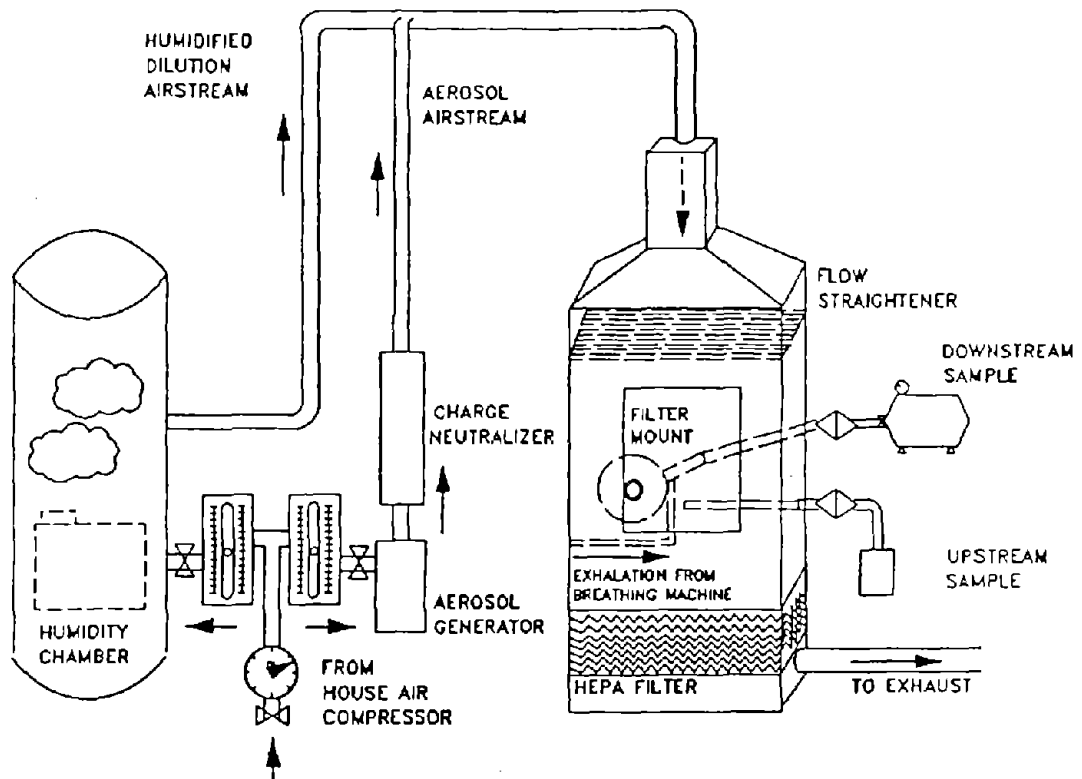 HUMIDIFIED
DILUTION
AIRSTREAM
AEROSOL
AIRSTREAM
FLOW
STRAIGHTENER
DOWNSTREAM
SAMPLE
CHARGE
NEUTRALIZER
FILTER
MOUNT
UPSTREAM
SAMPLE
EXHALATION FROM
BREATHING MACHINE
AEROSOL
GENERATOR
HUMIDITY
CHAMBER
FROM
HOUSE AIR
COMPRESSOR
HEPA FILTER
TO EXHAUST